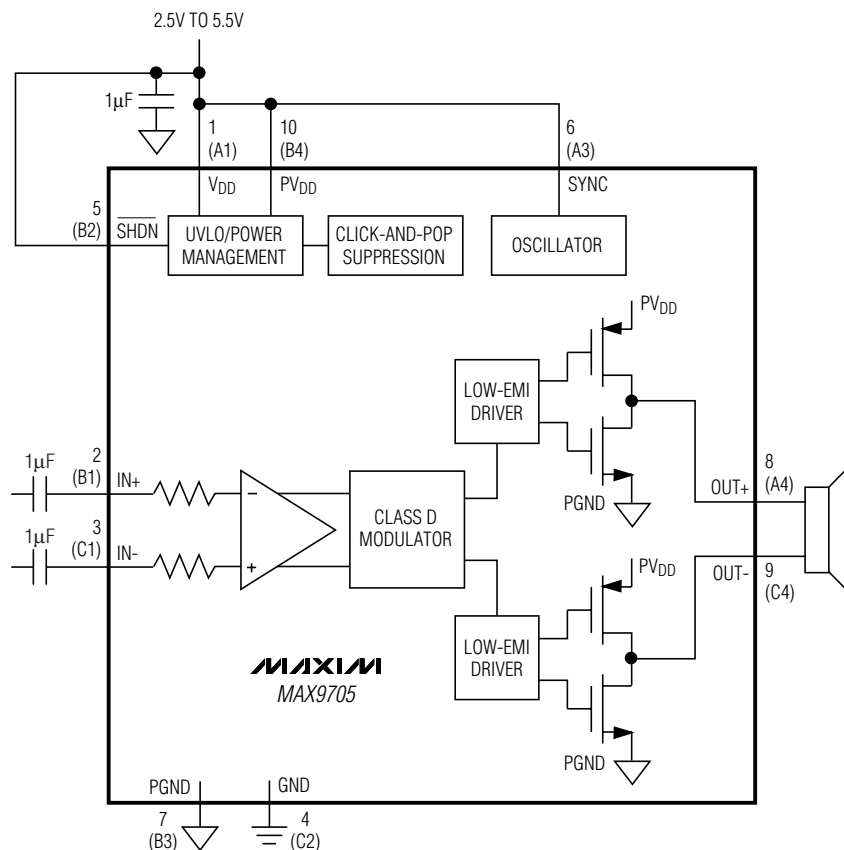 2.5V TO 5.5V
1µF
1
(A1)
10
(B4)
6
(A3)
VDD
PVDD
SYNC
5
(B2)
SHDN
UVLO/POWER
MANAGEMENT
CLICK-AND-POP
SUPPRESSION
OSCILLATOR
PVDD
LOW-EMI
DRIVER
PGND
1µF
2
(B1)
IN+
1µF
3
(C1)
IN-
−
+
CLASS D
MODULATOR
OUT+
8
(A4)
OUT-
9
(C4)
PVDD
LOW-EMI
DRIVER
PGND
MAXIM
MAX9705
PGND
7
(B3)
GND
4
(C2)